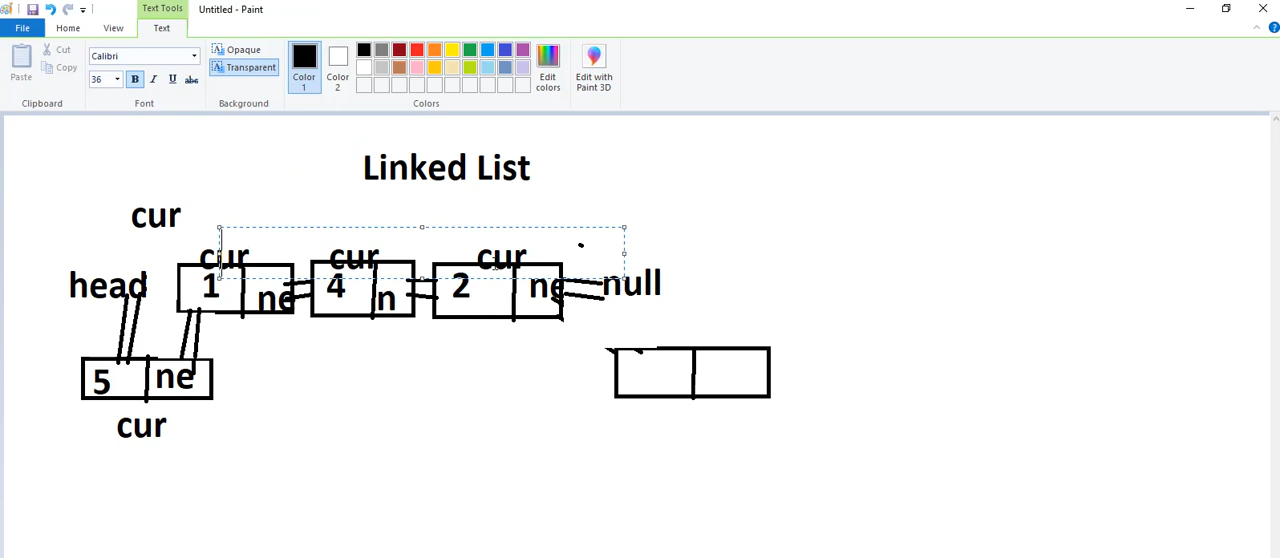 Text Tools
Untitled - Paint
File Home View Text
Paste
Cut
Copy
Clipboard
Calibri
36
B I U abc
Font
Opaque
Transparent
Background
Color 1
Color 2
Edit colors
Colors
Edit with Paint 3D
Linked List
cur
cur cur cur
head 1 ne 4 n 2 ne null
5 ne
cur